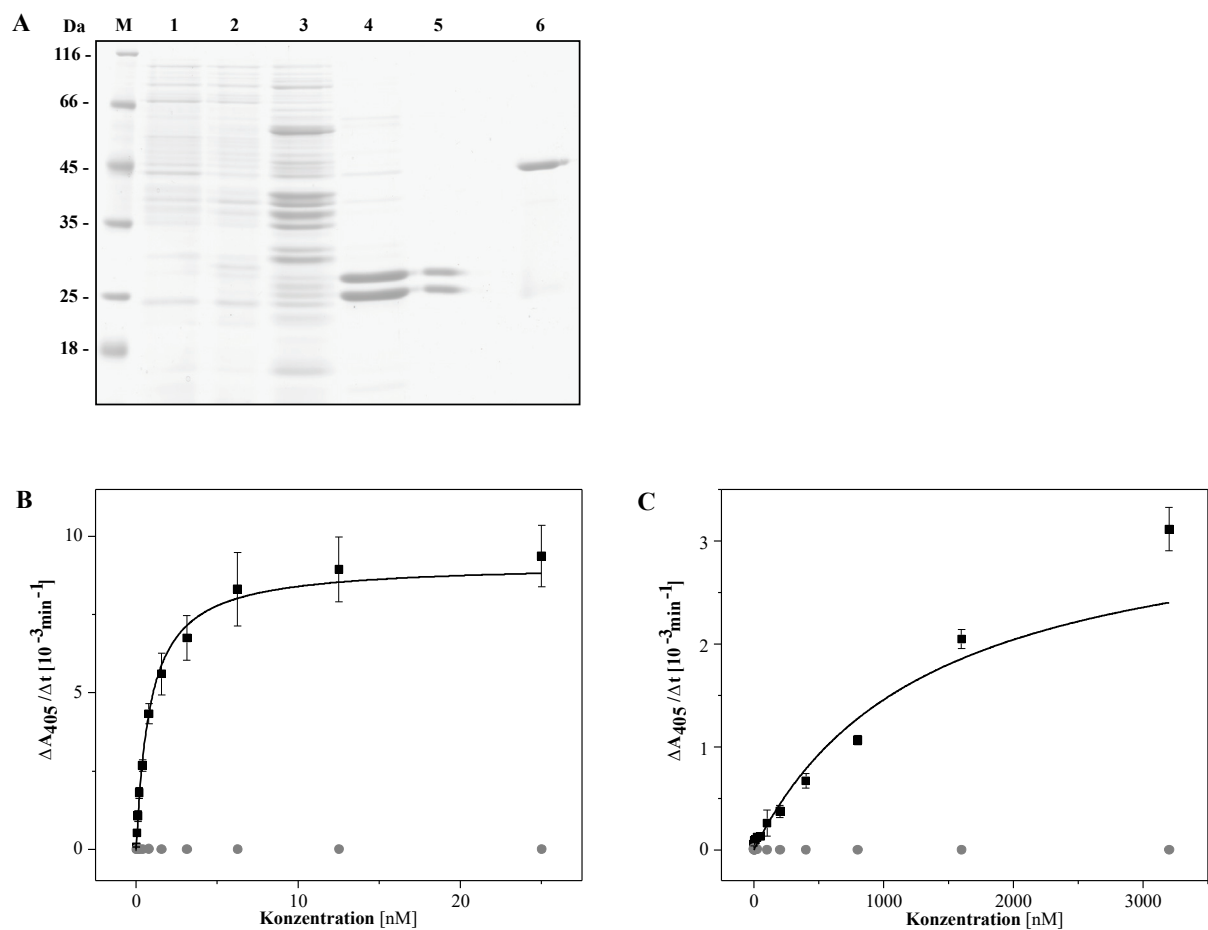 A Da M 1 2 3 4 5 6
116 -
66 -
45 -
35 -
25 -
18 -
B
10
5
0
ΔA405/Δt [10-3min-1]
0 10 20
Konzentration [nM]
C
3
2
1
0
ΔA405/Δt [10-3min-1]
0 1000 2000 3000
Konzentration [nM]